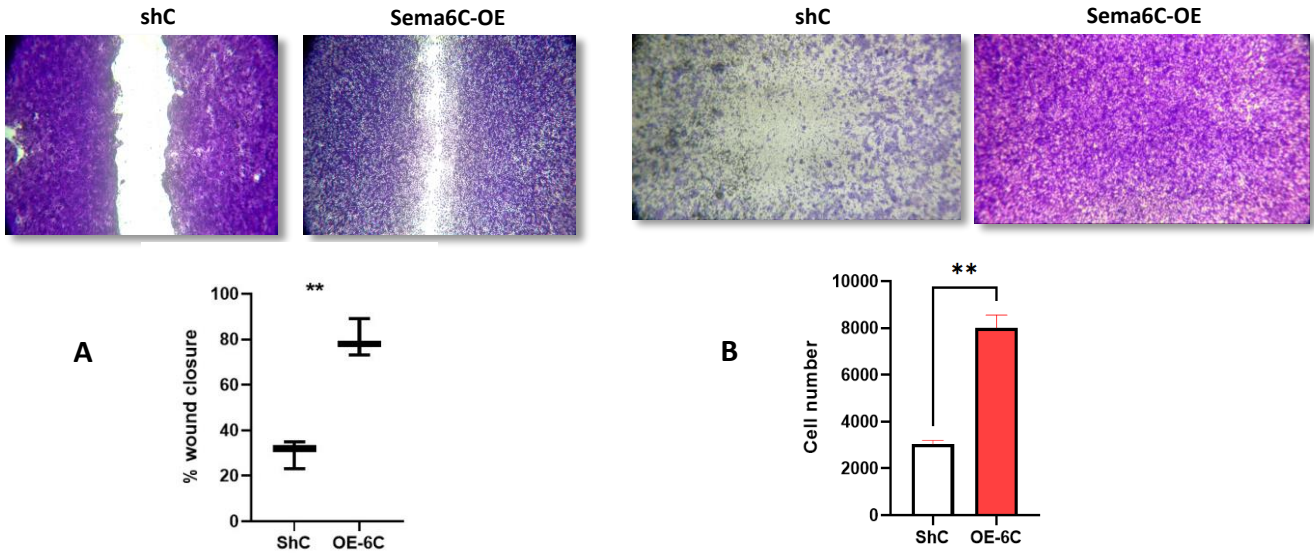 shC
Sema6C-OE
shC
Sema6C-OE
A
**
% wound closure
100
80
60
40
20
0
ShC
OE-6C
B
**
Cell number
10000
8000
6000
4000
2000
0
ShC
OE-6C